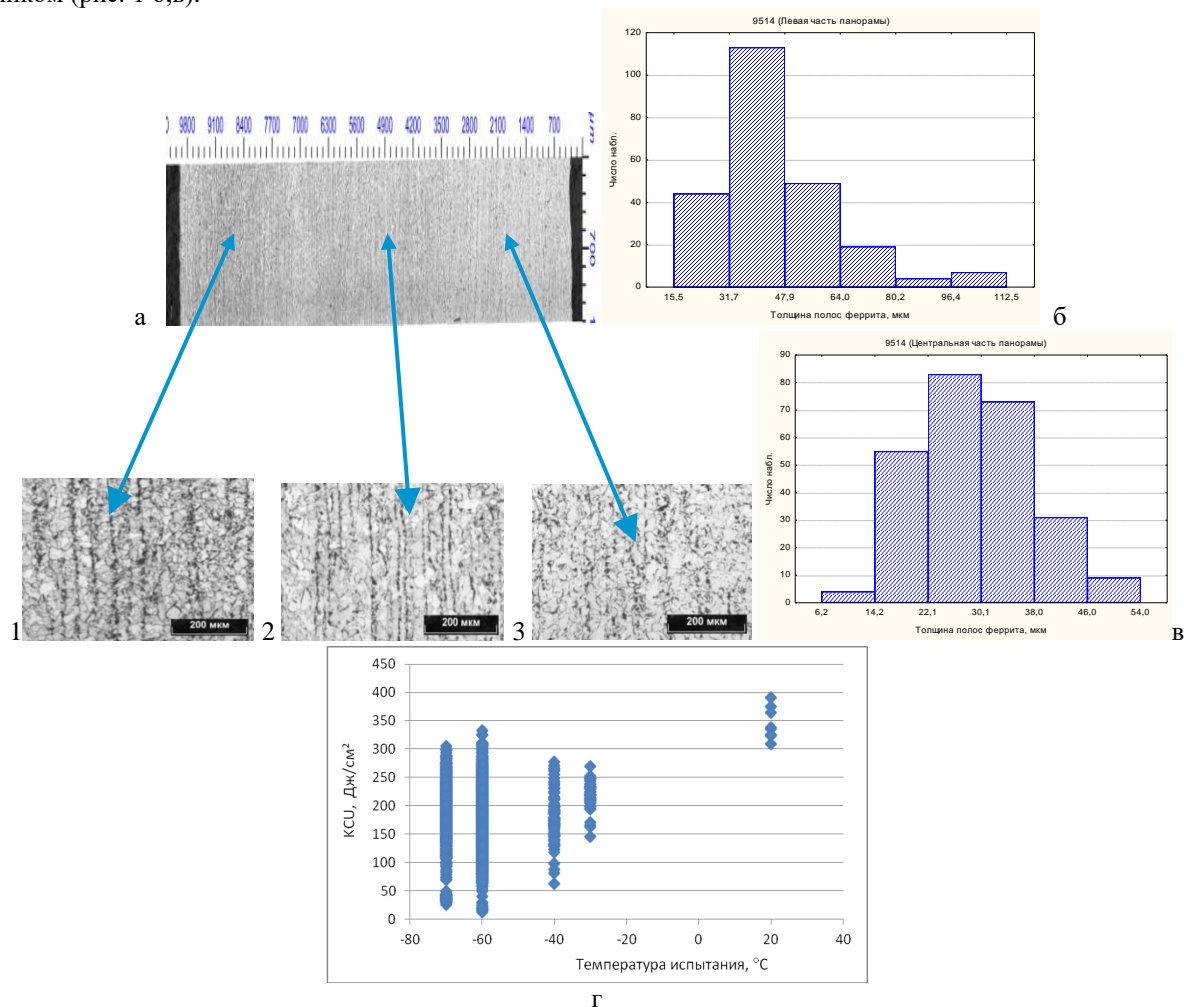 (рис. 1 б,в).
9514 (Левая часть панорамы)
120
100
80
60
40
20
0
Число набл.
15,5 31,7 47,9 64,0 80,2 96,4 112,5
Толщина полос феррита, мкм
б
9800 9100 8400 7700 7000 6300 5600 4900 4200 3500 2800 2100 1400 700
700
а
9514 (Центральная часть панорамы)
90
80
70
60
50
40
30
20
10
0
Число набл.
6,2 14,2 22,1 30,1 38,0 46,0 54,0
Толщина полос феррита, мкм
в
1 200 мкм 2 200 мкм 3 200 мкм
450
400
350
300
250
200
150
100
50
0
KCU, Дж/см²
-80 -60 -40 -20 0 20 40
Температура испытания, °С
г